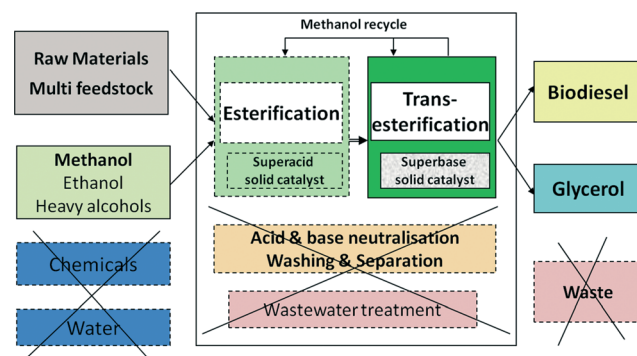 Methanol recycle
Raw Materials
Multi feedstock
Methanol
Ethanol
Heavy alcohols
Chemicals
Water
Esterification
Superacid
solid catalyst
Trans-
esterification
Superbase
solid catalyst
Acid & base neutralisation
Washing & Separation
Wastewater treatment
Biodiesel
Glycerol
Waste